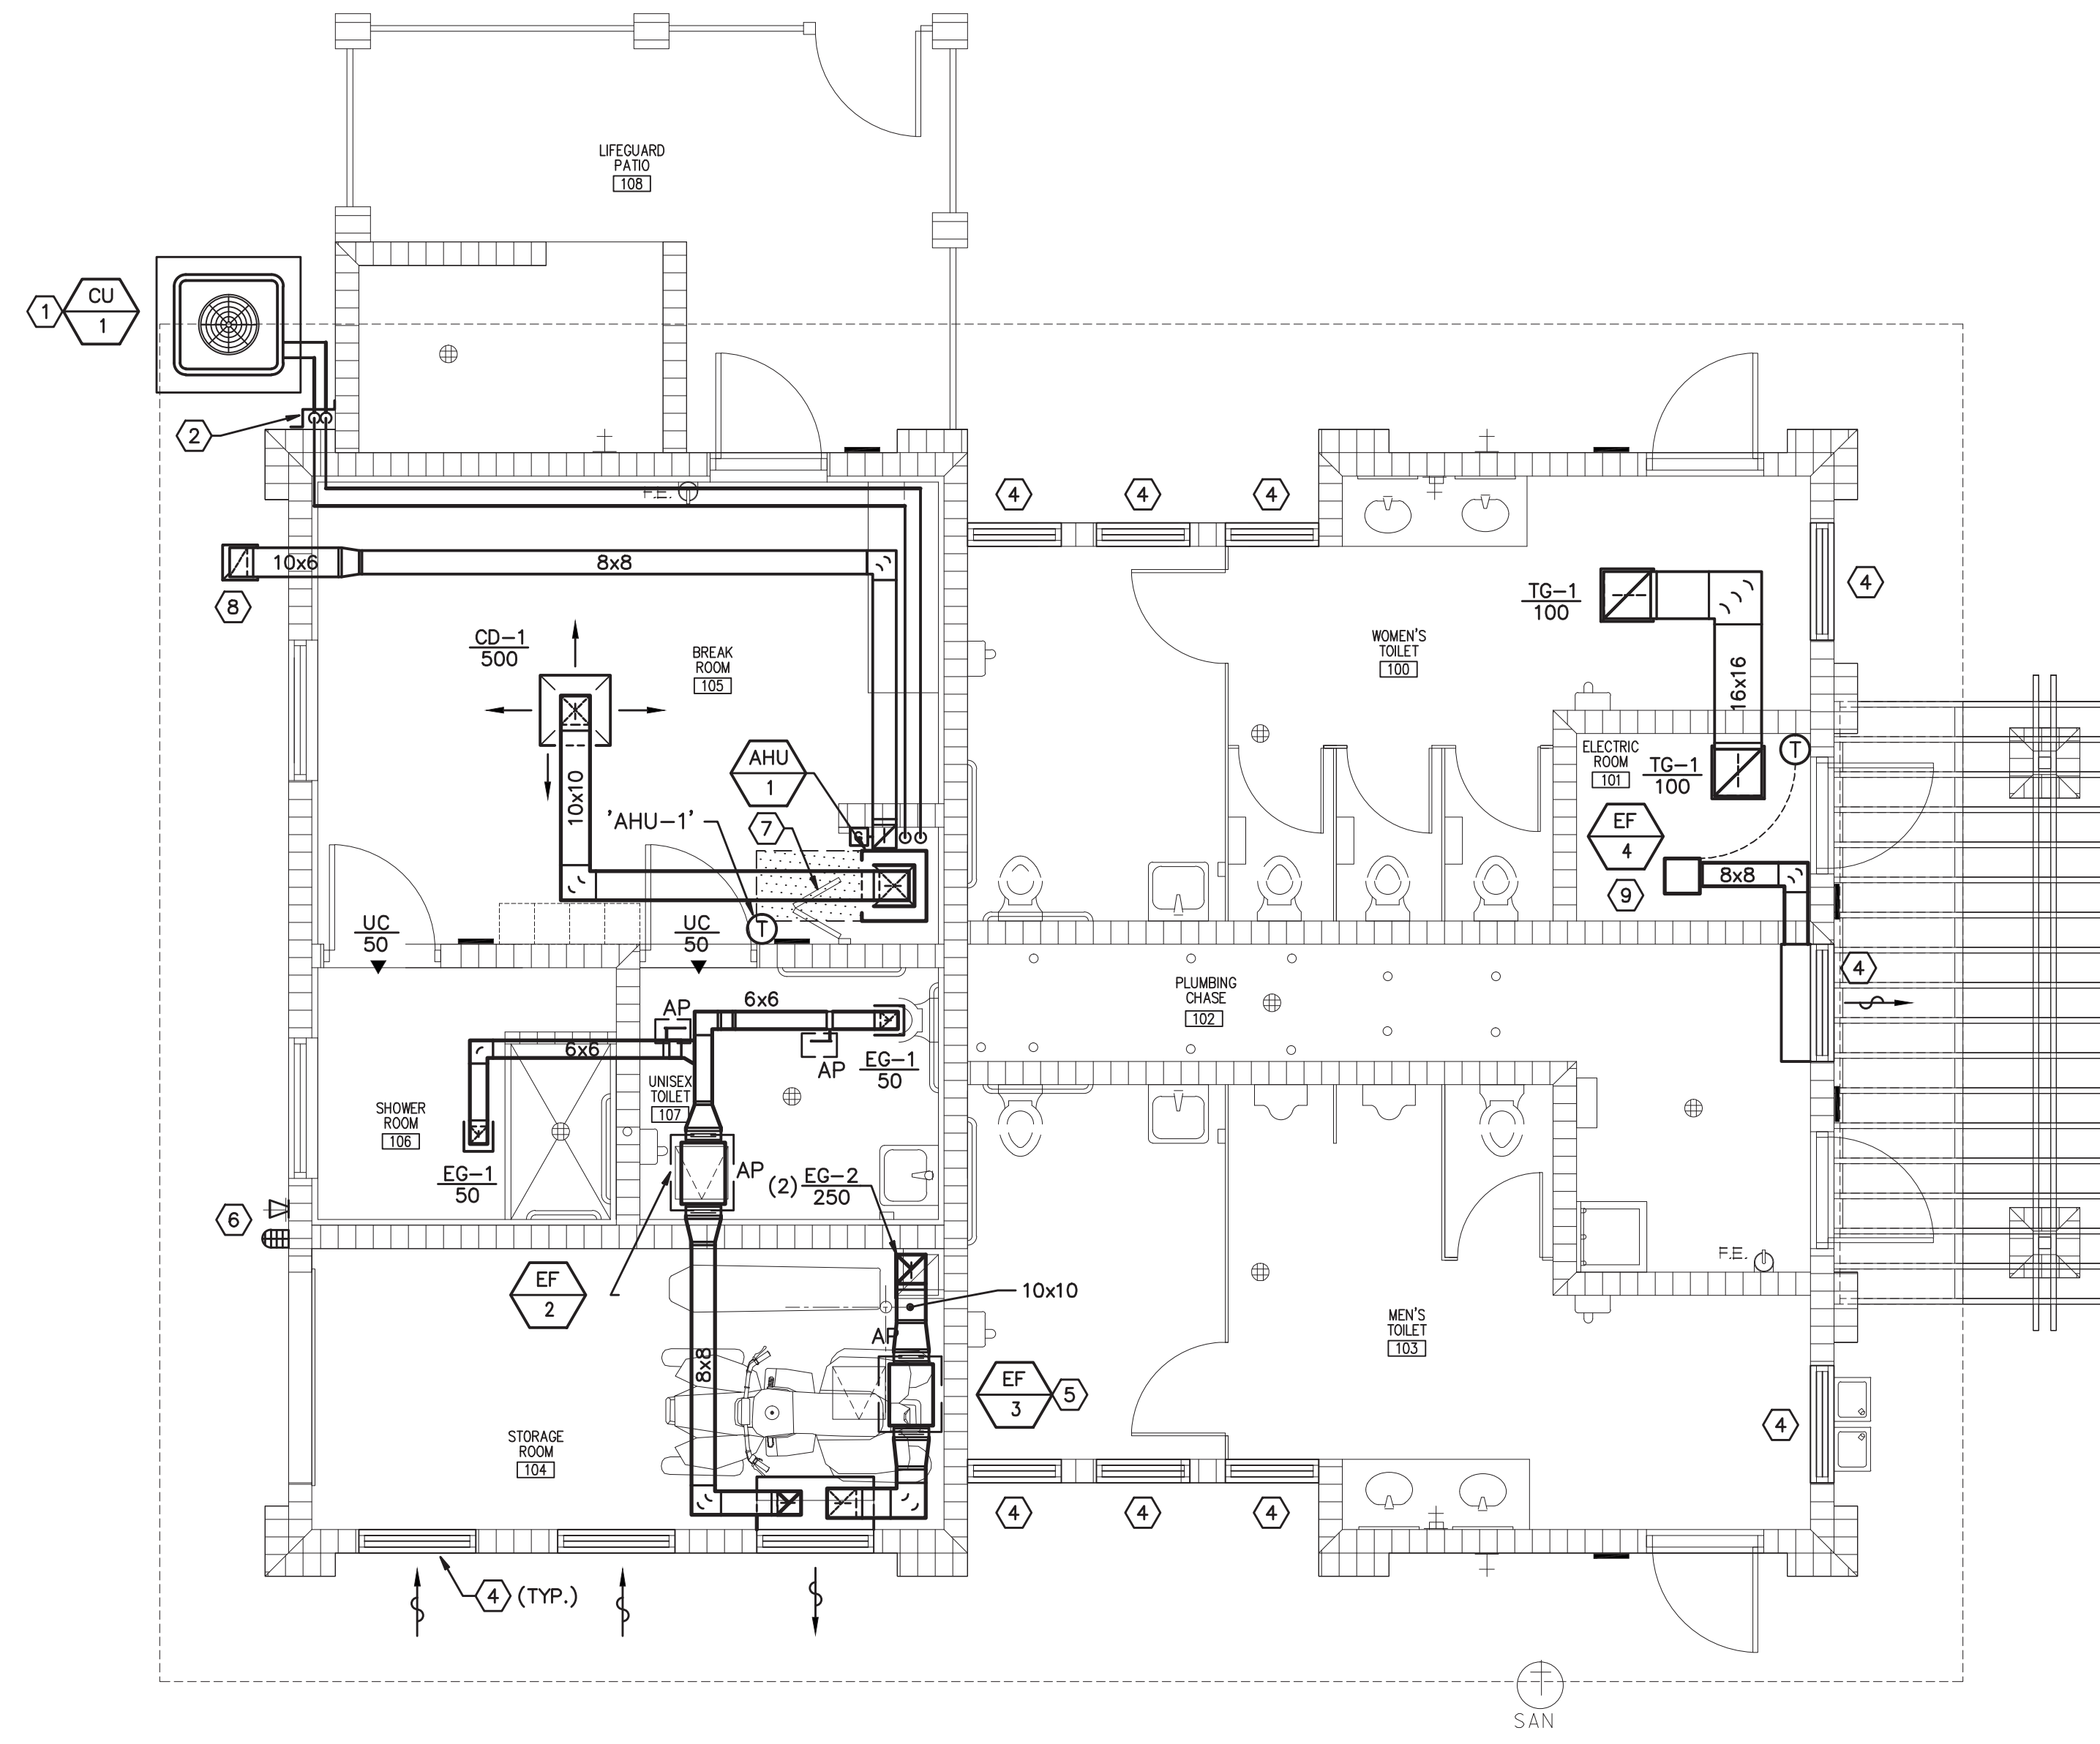 LIFEGUARD
PATIO
108
1
CU
1
2
F.E.
4
4
4
10x6
8x8
8
4
TG-1
100
CD-1
500
BREAK
ROOM
105
WOMEN'S
TOILET
100
16x16
10x10
AHU
1
ELECTRIC
ROOM
101
TG-1
100
T
'AHU-1'
7
G
EF
4
8x8
9
UC
50
UC
50
T
4
PLUMBING
CHASE
102
AP
6x6
6x6
AP
EG-1
50
UNISEX
TOILET
107
SHOWER
ROOM
106
EG-1
50
AP
(2) EG-2
250
6
F.E.
EF
2
10x10
AP
MEN'S
TOILET
103
8x8
EF
3
5
4
STORAGE
ROOM
104
4
4
4
4 (TYP.)
SAN